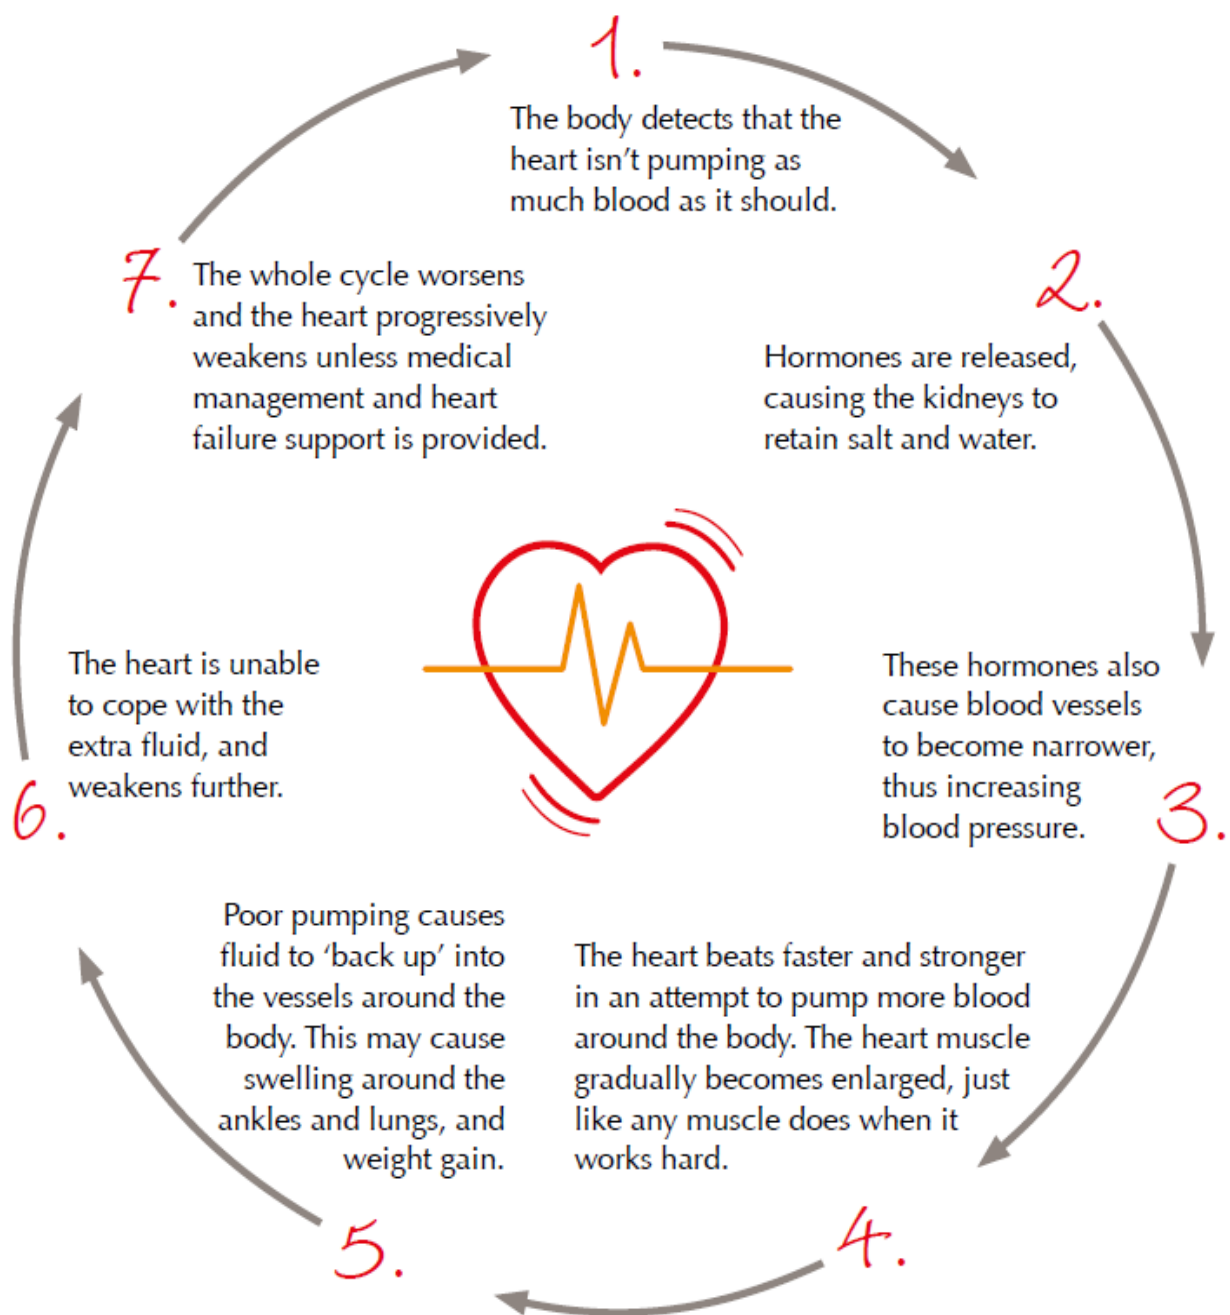 1.
The body detects that the
heart isn’t pumping as
much blood as it should.
2.
Hormones are released,
causing the kidneys to
retain salt and water.
3.
These hormones also
cause blood vessels
to become narrower,
thus increasing
blood pressure.
4.
The heart beats faster and stronger
in an attempt to pump more blood
around the body. The heart muscle
gradually becomes enlarged, just
like any muscle does when it
works hard.
5.
Poor pumping causes
fluid to ‘back up’ into
the vessels around the
body. This may cause
swelling around the
ankles and lungs, and
weight gain.
6.
The heart is unable
to cope with the
extra fluid, and
weakens further.
7.
The whole cycle worsens
and the heart progressively
weakens unless medical
management and heart
failure support is provided.